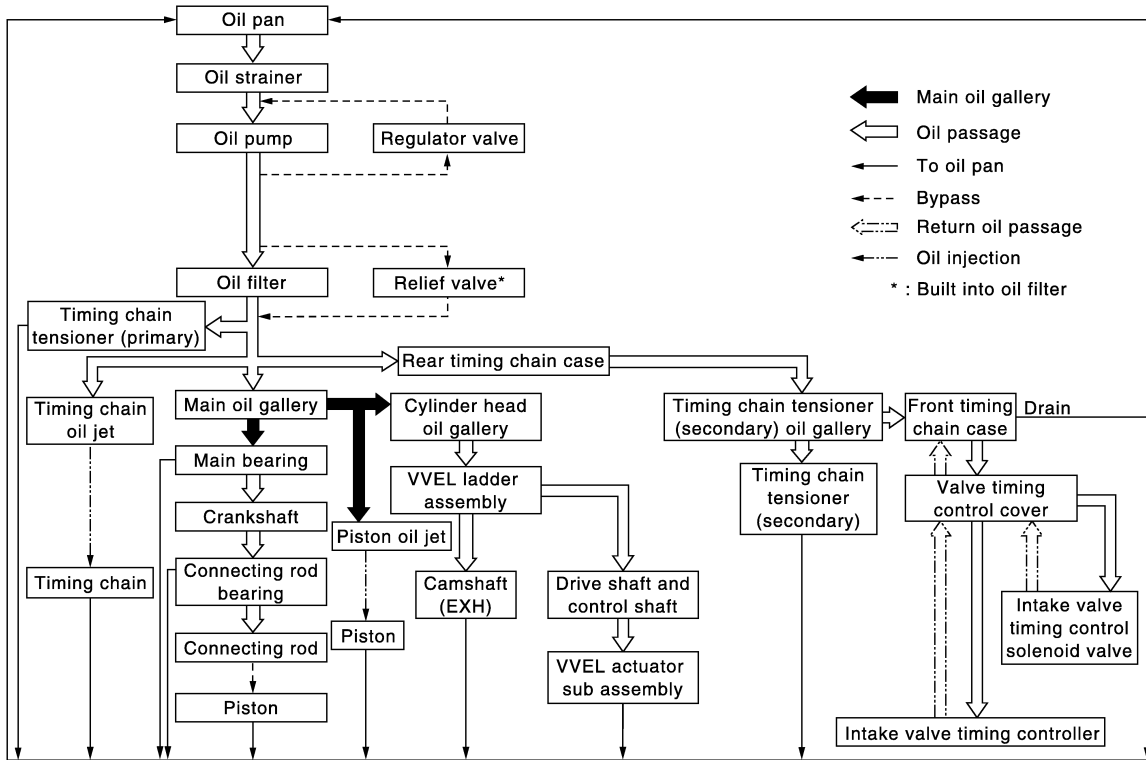 Oil pan
Oil strainer
Oil pump
Regulator valve
Oil filter
Relief valve*
Main oil gallery
Oil passage
To oil pan
Bypass
Return oil passage
Oil injection
* : Built into oil filter
Timing chain
tensioner (primary)
Rear timing chain case
Timing chain
oil jet
Main oil gallery
Cylinder head
oil gallery
Timing chain tensioner
(secondary) oil gallery
Front timing
chain case
Drain
Main bearing
VVEL ladder
assembly
Timing chain
tensioner
(secondary)
Valve timing
control cover
Crankshaft
Piston oil jet
Timing chain
Connecting rod
bearing
Camshaft
(EXH)
Drive shaft and
control shaft
Intake valve
timing control
solenoid valve
Connecting rod
Piston
VVEL actuator
sub assembly
Piston
Intake valve timing controller